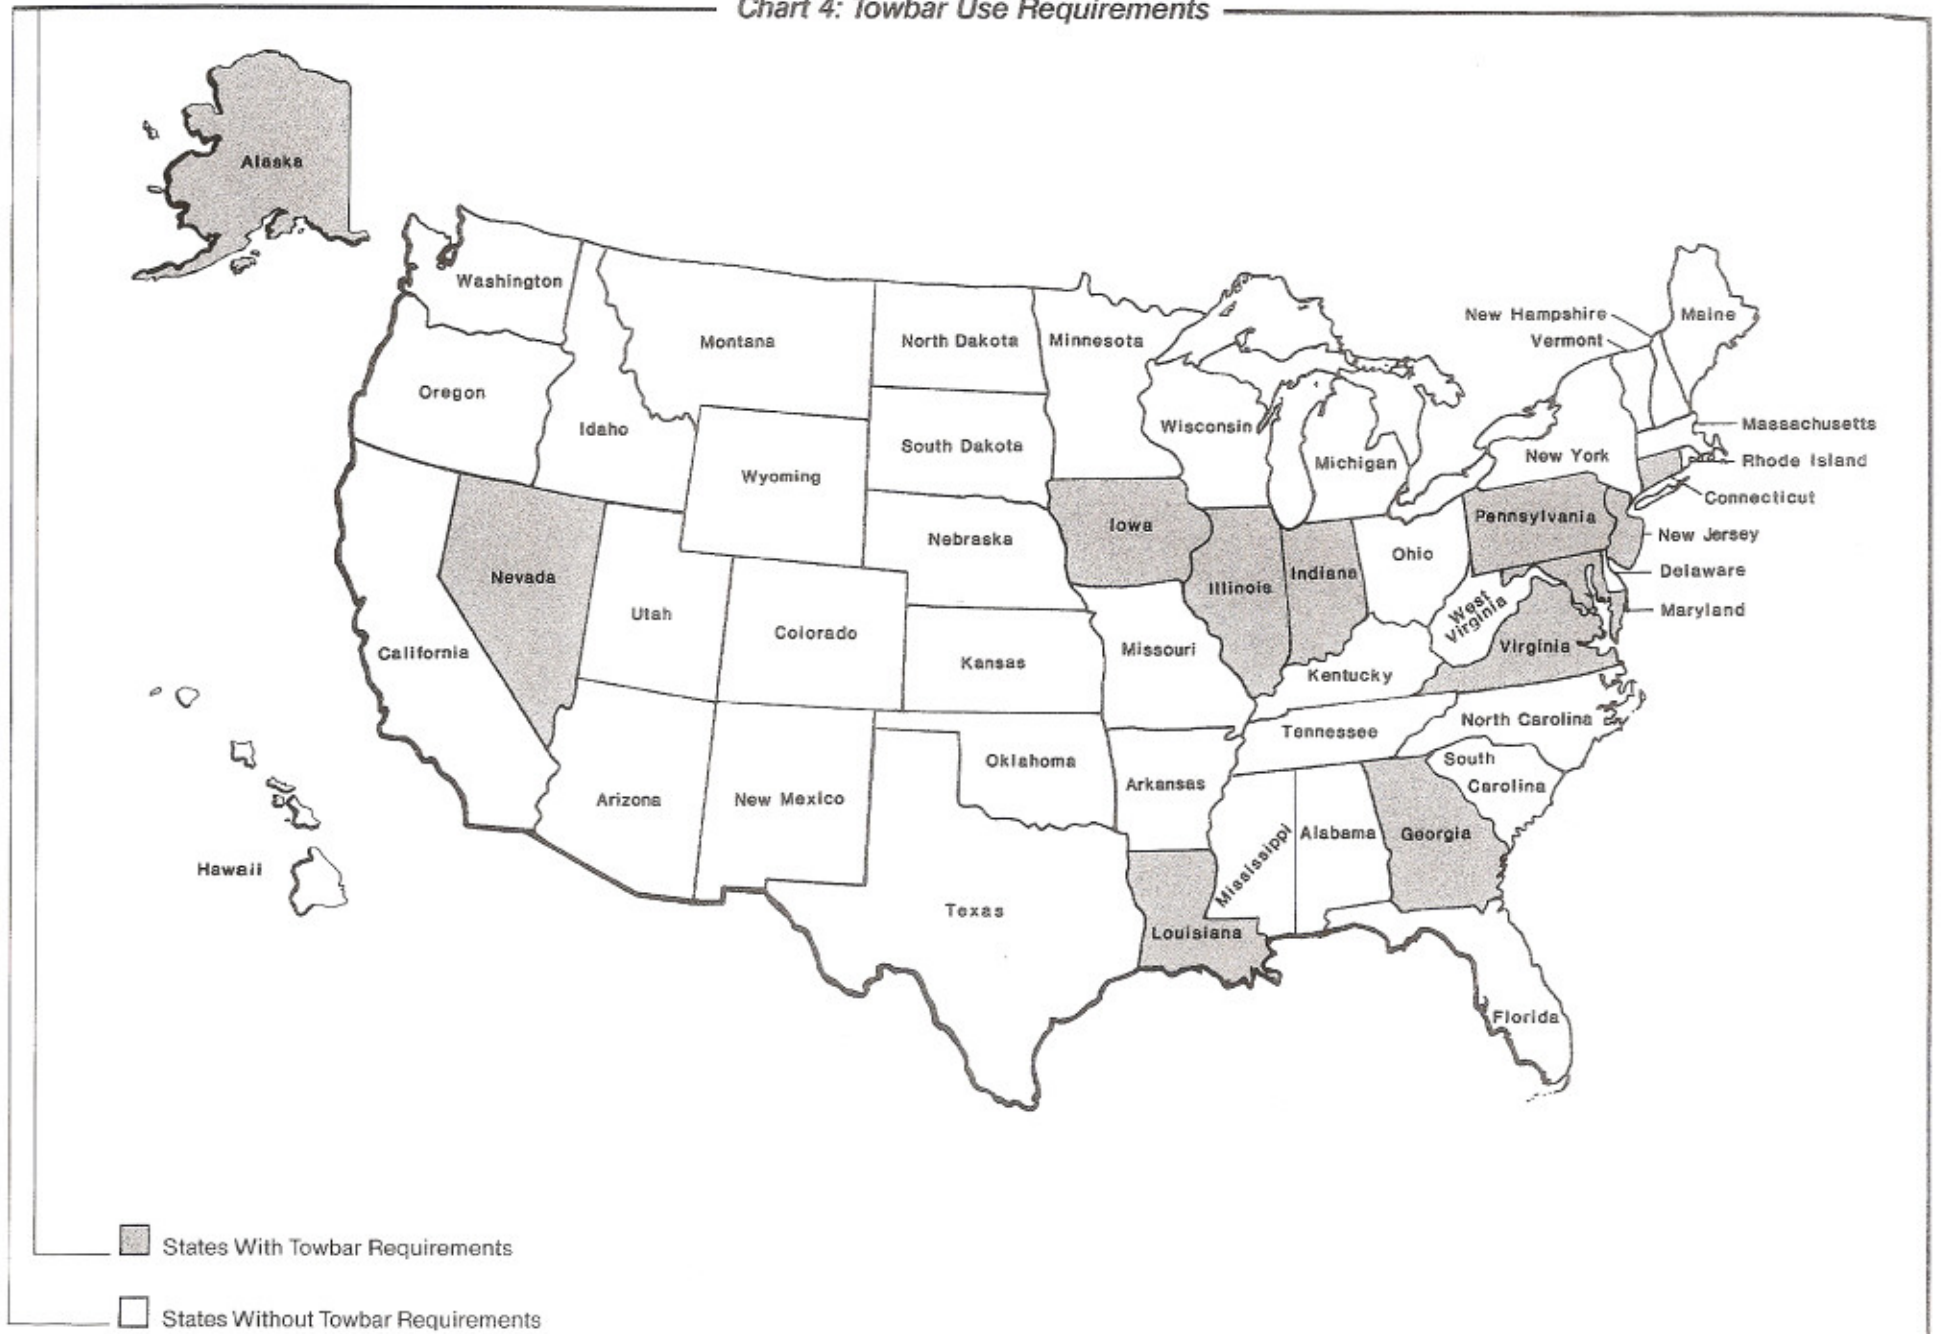 Chart 4: Towbar Use Requirements
Alaska
Washington
Montana
North Dakota
Minnesota
New Hampshire
Vermont
Maine
Oregon
Idaho
Wyoming
South Dakota
Wisconsin
Michigan
New York
Massachusetts
Rhode Island
Connecticut
Nevada
Utah
Colorado
Nebraska
Iowa
Illinois
Indiana
Ohio
Pennsylvania
New Jersey
Delaware
Maryland
West
Virginia
Virginia
California
Kansas
Missouri
Kentucky
Tennessee
North Carolina
South
Carolina
Arizona
New Mexico
Oklahoma
Arkansas
Mississippi
Alabama
Georgia
Hawaii
Texas
Louisiana
Florida
States With Towbar Requirements
States Without Towbar Requirements